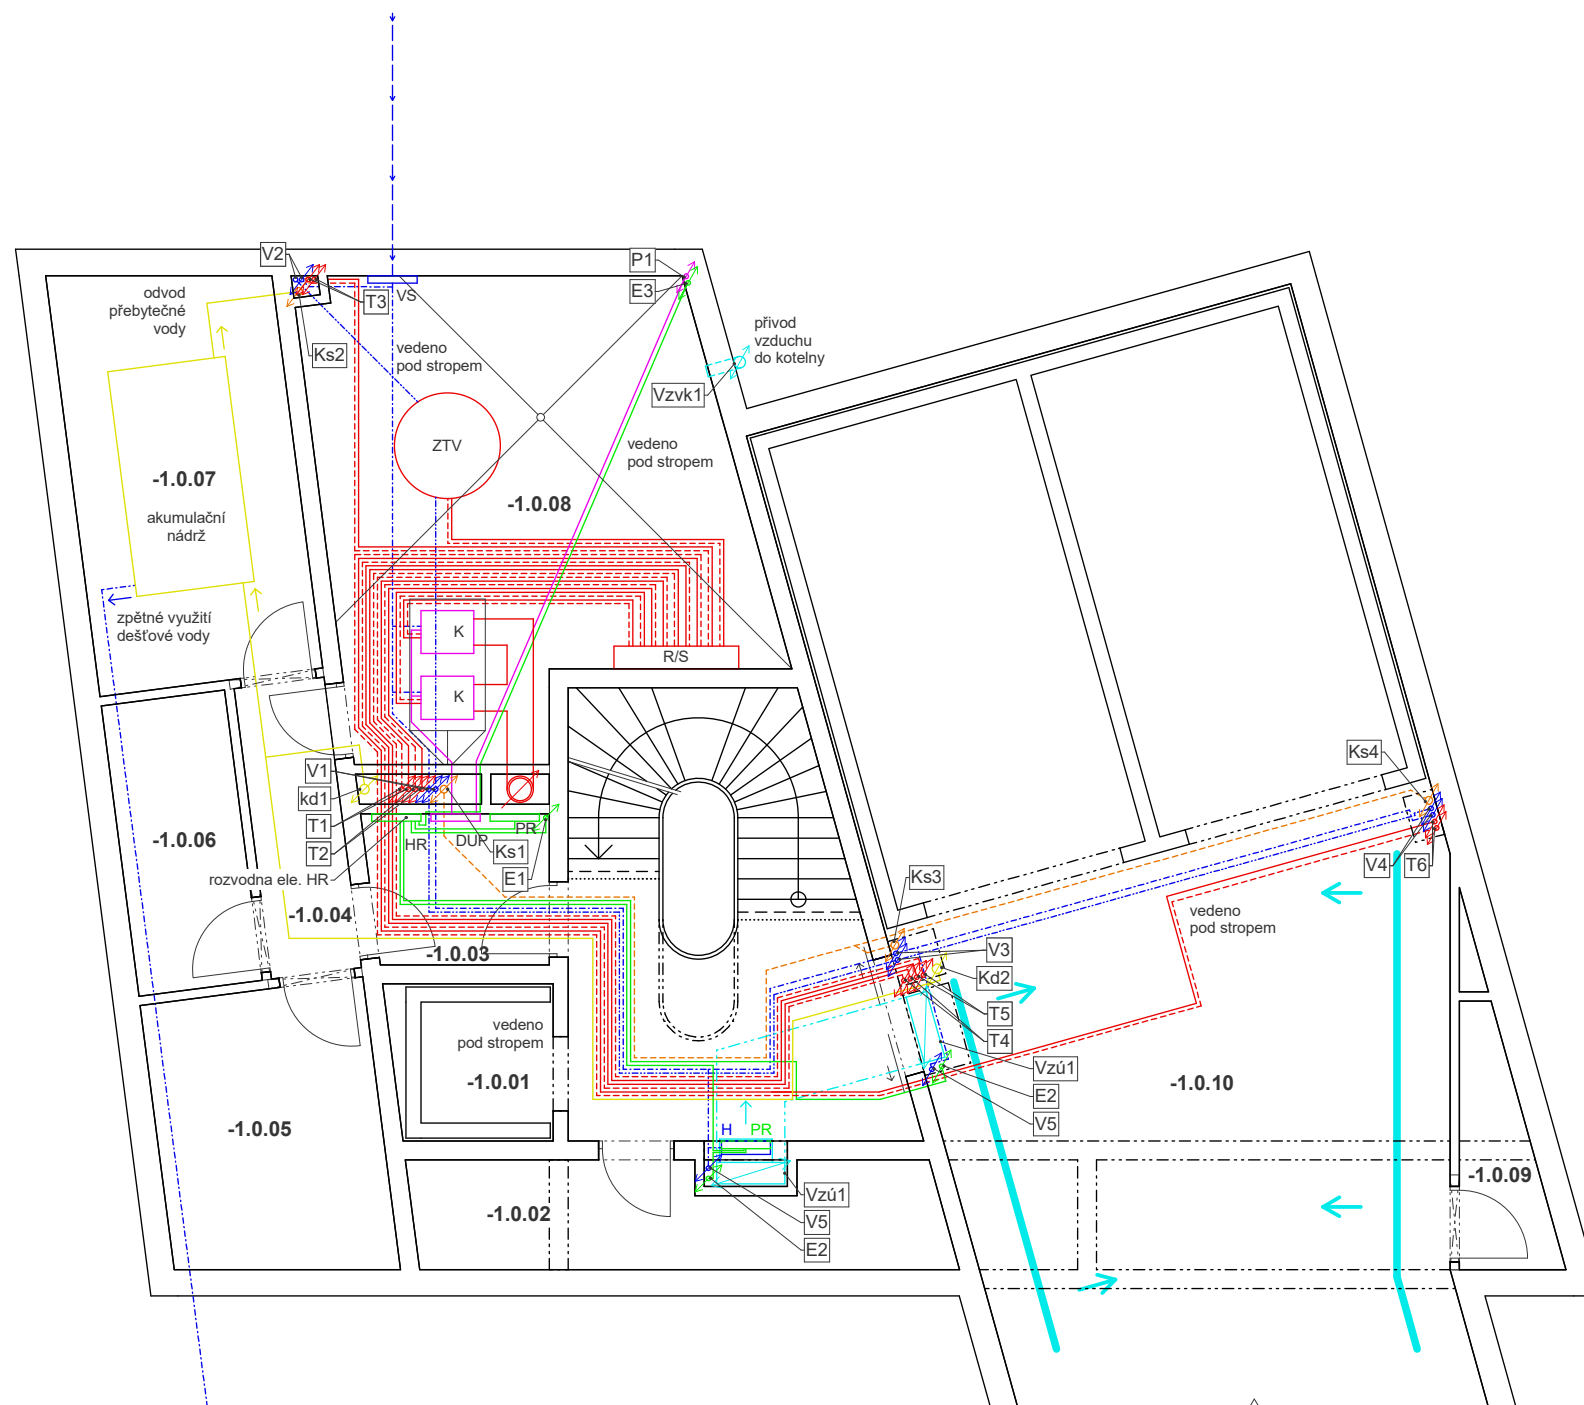 V2
P1
E3
T3
VS
odvod
přebytečné
vody
Ks2
vedeno
pod stropem
přivod
vzduchu
do kotelny
Vzvk1
ZTV
vedeno
pod stropem
-1.0.07
akumulační
nádrž
-1.0.08
zpětné využití
dešťové vody
K
R/S
K
V1
kd1
T1
T2
HR
DUP
PR
Ks1
E1
rozvodna ele. HR
-1.0.06
-1.0.04
-1.0.03
Ks4
V4
T6
Ks3
vedeno
pod stropem
V3
Kd2
T5
T4
Vzú1
E2
V5
vedeno
pod stropem
-1.0.01
-1.0.10
-1.0.05
H
PR
-1.0.09
Vzú1
V5
E2
-1.0.02